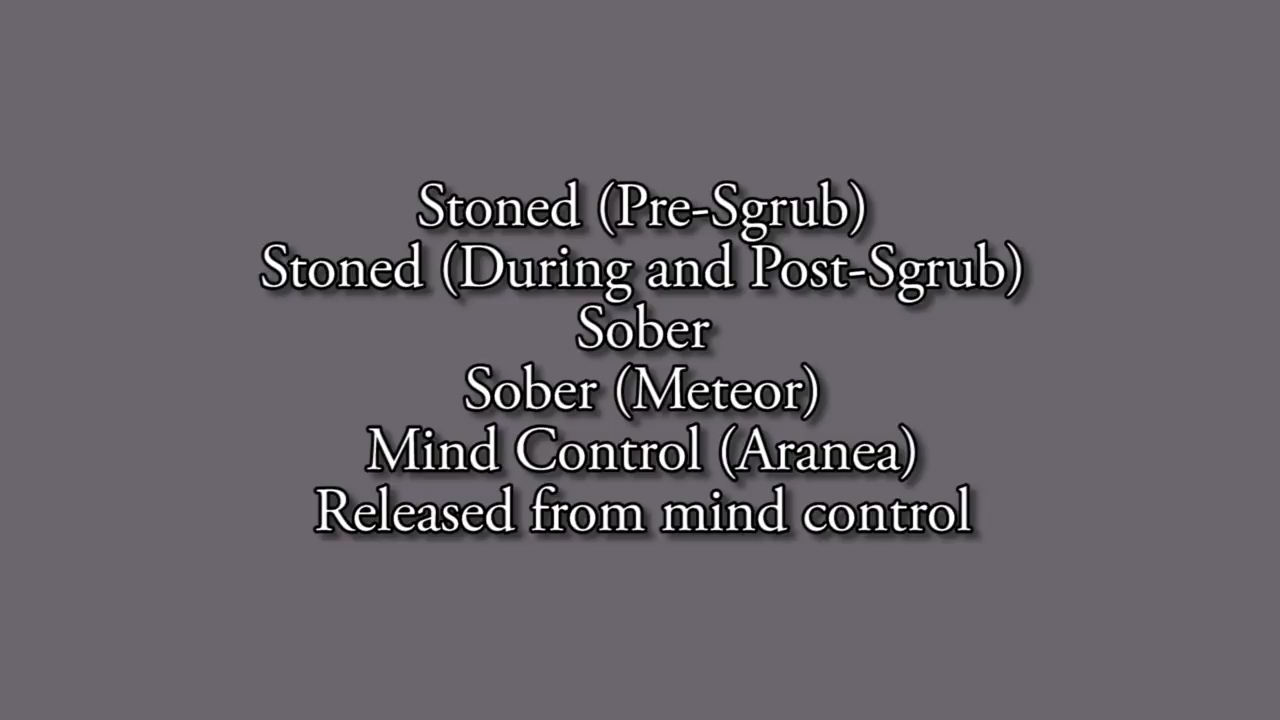 Stoned (Pre-Sgrub)
Stoned (During and Post-Sgrub)
Sober
Sober (Meteor)
Mind Control (Aranea)
Released from mind control